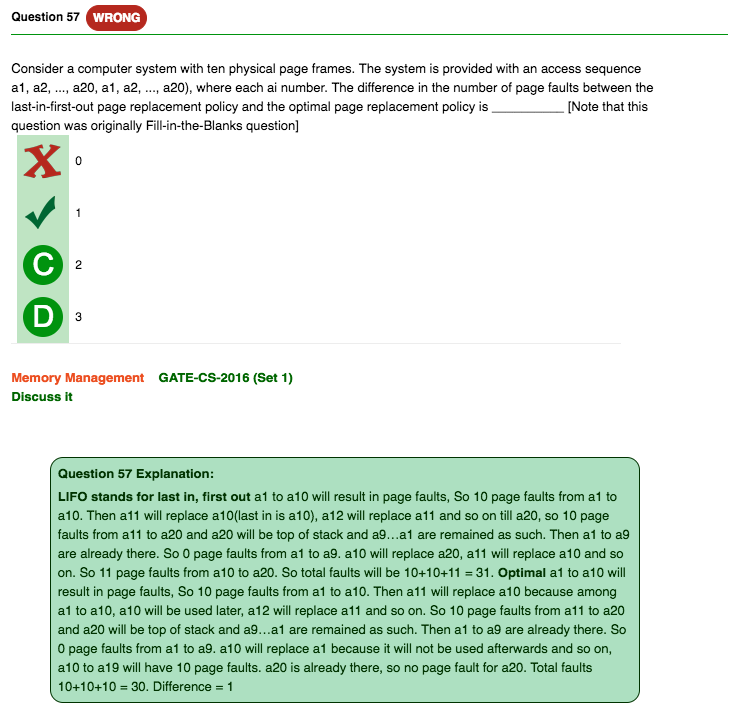 Question 57 WRONG
Consider a computer system with ten physical page frames. The system is provided with an access sequence
a1, a2, ..., a20, a1, a2, ..., a20), where each ai number. The difference in the number of page faults between the
last-in-first-out page replacement policy and the optimal page replacement policy is __________ [Note that this
question was originally Fill-in-the-Blanks question]
X 0
✓ 1
C 2
D 3
Memory Management GATE-CS-2016 (Set 1)
Discuss it
Question 57 Explanation:
LIFO stands for last in, first out a1 to a10 will result in page faults, So 10 page faults from a1 to
a10. Then a11 will replace a10(last in is a10), a12 will replace a11 and so on till a20, so 10 page
faults from a11 to a20 and a20 will be top of stack and a9...a1 are remained as such. Then a1 to a9
are already there. So 0 page faults from a1 to a9. a10 will replace a20, a11 will replace a10 and so
on. So 11 page faults from a10 to a20. So total faults will be 10+10+11 = 31. Optimal a1 to a10 will
result in page faults, So 10 page faults from a1 to a10. Then a11 will replace a10 because among
a1 to a10, a10 will be used later, a12 will replace a11 and so on. So 10 page faults from a11 to a20
and a20 will be top of stack and a9...a1 are remained as such. Then a1 to a9 are already there. So
0 page faults from a1 to a9. a10 will replace a1 because it will not be used afterwards and so on,
a10 to a19 will have 10 page faults. a20 is already there, so no page fault for a20. Total faults
10+10+10 = 30. Difference = 1